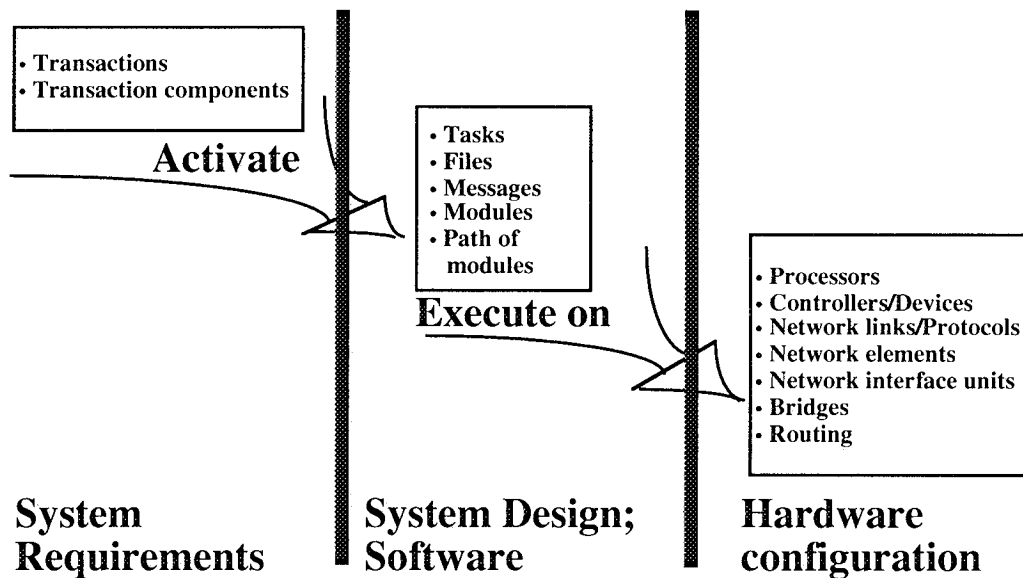 • Transactions
• Transaction components
Activate
• Tasks
• Files
• Messages
• Modules
• Path of
modules
Execute on
• Processors
• Controllers/Devices
• Network links/Protocols
• Network elements
• Network interface units
• Bridges
• Routing
System
Requirements
System Design;
Software
Hardware
configuration